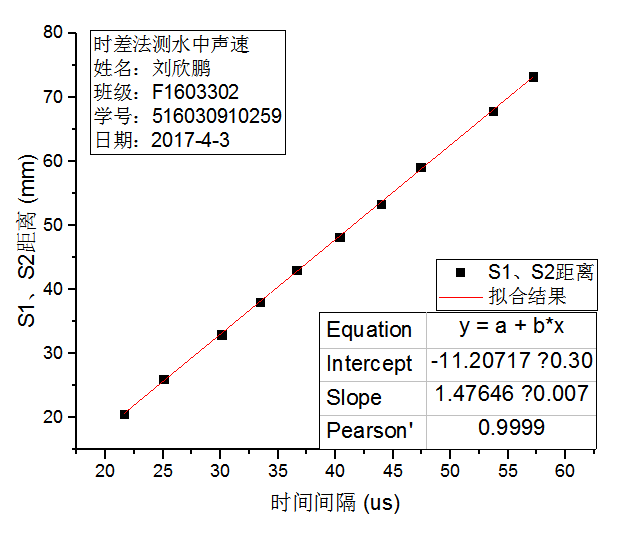 时差法测水中声速
姓名：刘欣鹏
班级：F1603302
学号：516030910259
日期：2017-4-3
S1、S2距离 (mm)
80
70
60
50
40
30
20
S1、S2距离
拟合结果
Equation y = a + b*x
Intercept -11.20717 ?0.30
Slope 1.47646 ?0.007
Pearson' 0.9999
20 25 30 35 40 45 50 55 60
时间间隔 (us)